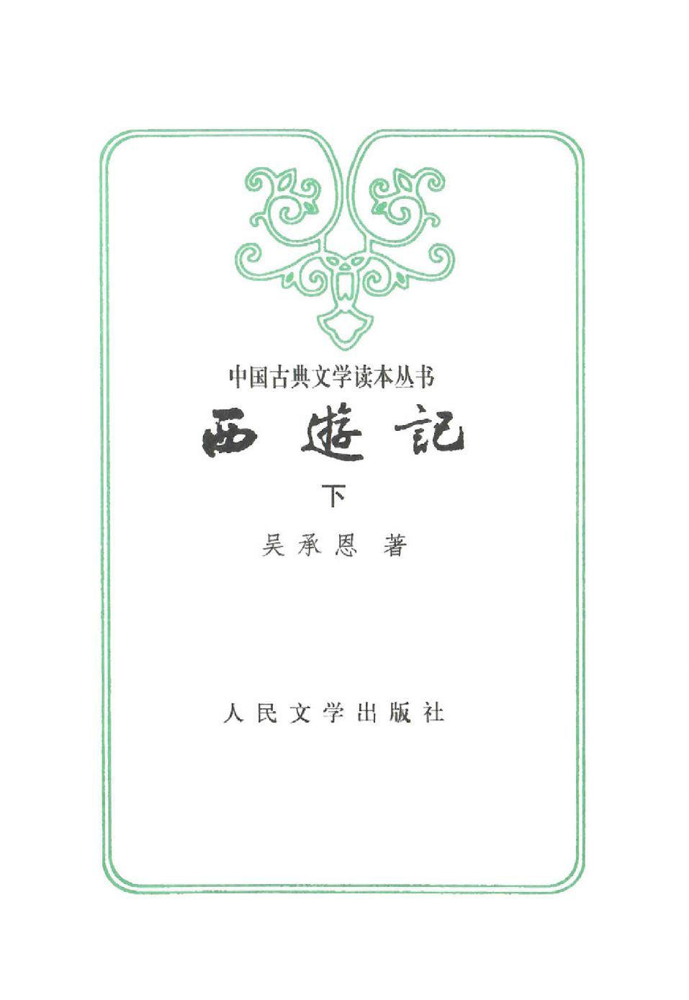 中国古典文学读本丛书
西遊記
下
吴承恩 著
人民文学出版社